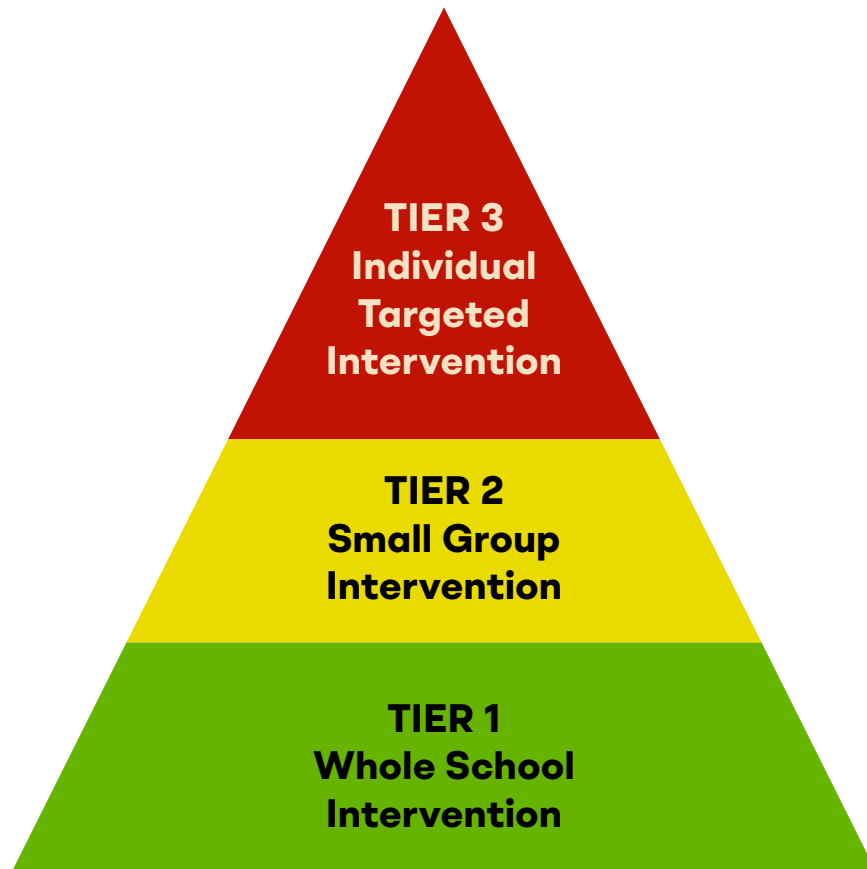 TIER 3
Individual
Targeted
Intervention
TIER 2
Small Group
Intervention
TIER 1
Whole School
Intervention